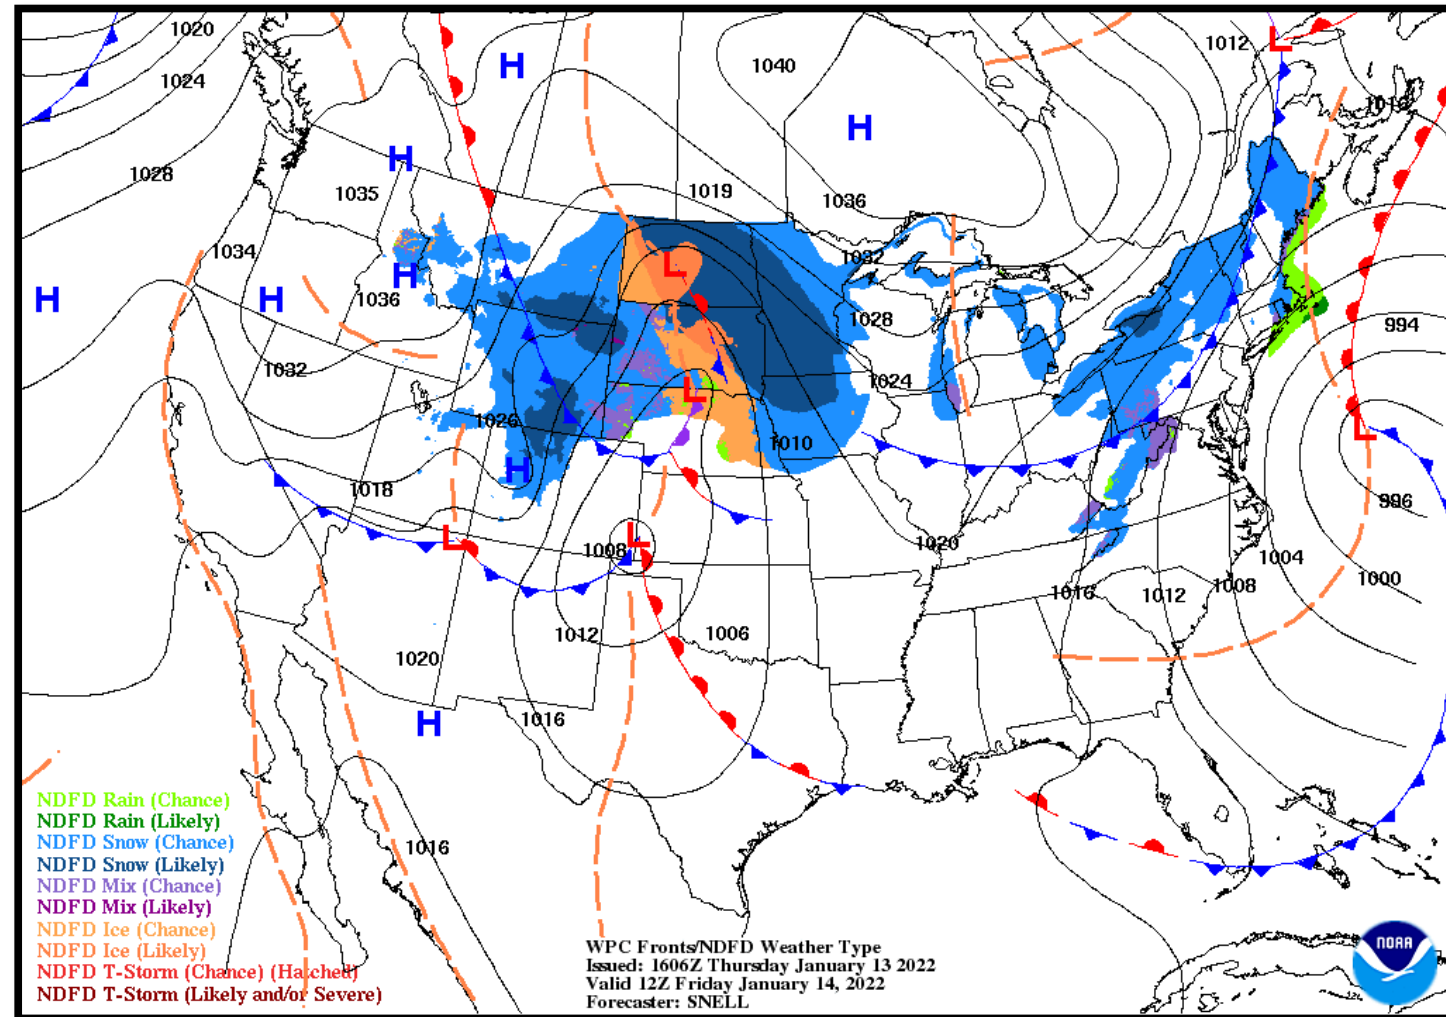 1024
1020
1012
1040
1024
1016
1028
1035
1019
1036
1034
1032
1036
994
1028
1032
1024
1026
1010
1018
996
1008
1020
1004
1000
1008
1016
1012
1012
1006
1020
1016
1016
H
H
H
H
H
H
H
H
H
L
L
L
L
L
L
NDFD Rain (Chance)
NDFD Rain (Likely)
NDFD Snow (Chance)
NDFD Snow (Likely)
NDFD Mix (Chance)
NDFD Mix (Likely)
NDFD Ice (Chance)
NDFD Ice (Likely)
NDFD T-Storm (Chance) (Hatched)
NDFD T-Storm (Likely and/or Severe)
WPC Fronts/NDFD Weather Type
Issued: 1606Z Thursday January 13 2022
Valid 12Z Friday January 14, 2022
Forecaster: SNELL
NOAA